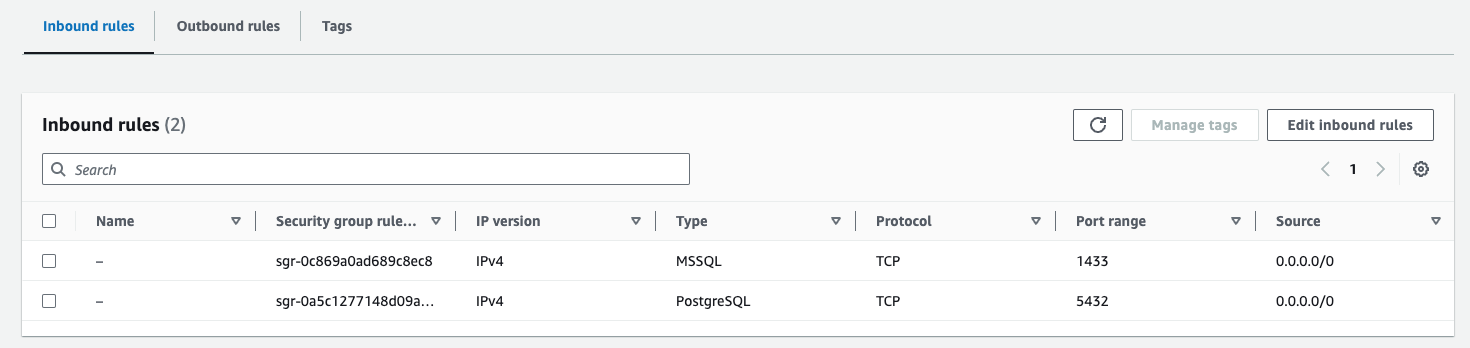 Inbound rules Outbound rules Tags
Inbound rules (2) Manage tags Edit inbound rules
Search 1
Name Security group rule... IP version Type Protocol Port range Source
– sgr-0c869a0ad689c8ec8 IPv4 MSSQL TCP 1433 0.0.0.0/0
– sgr-0a5c1277148d09a... IPv4 PostgreSQL TCP 5432 0.0.0.0/0